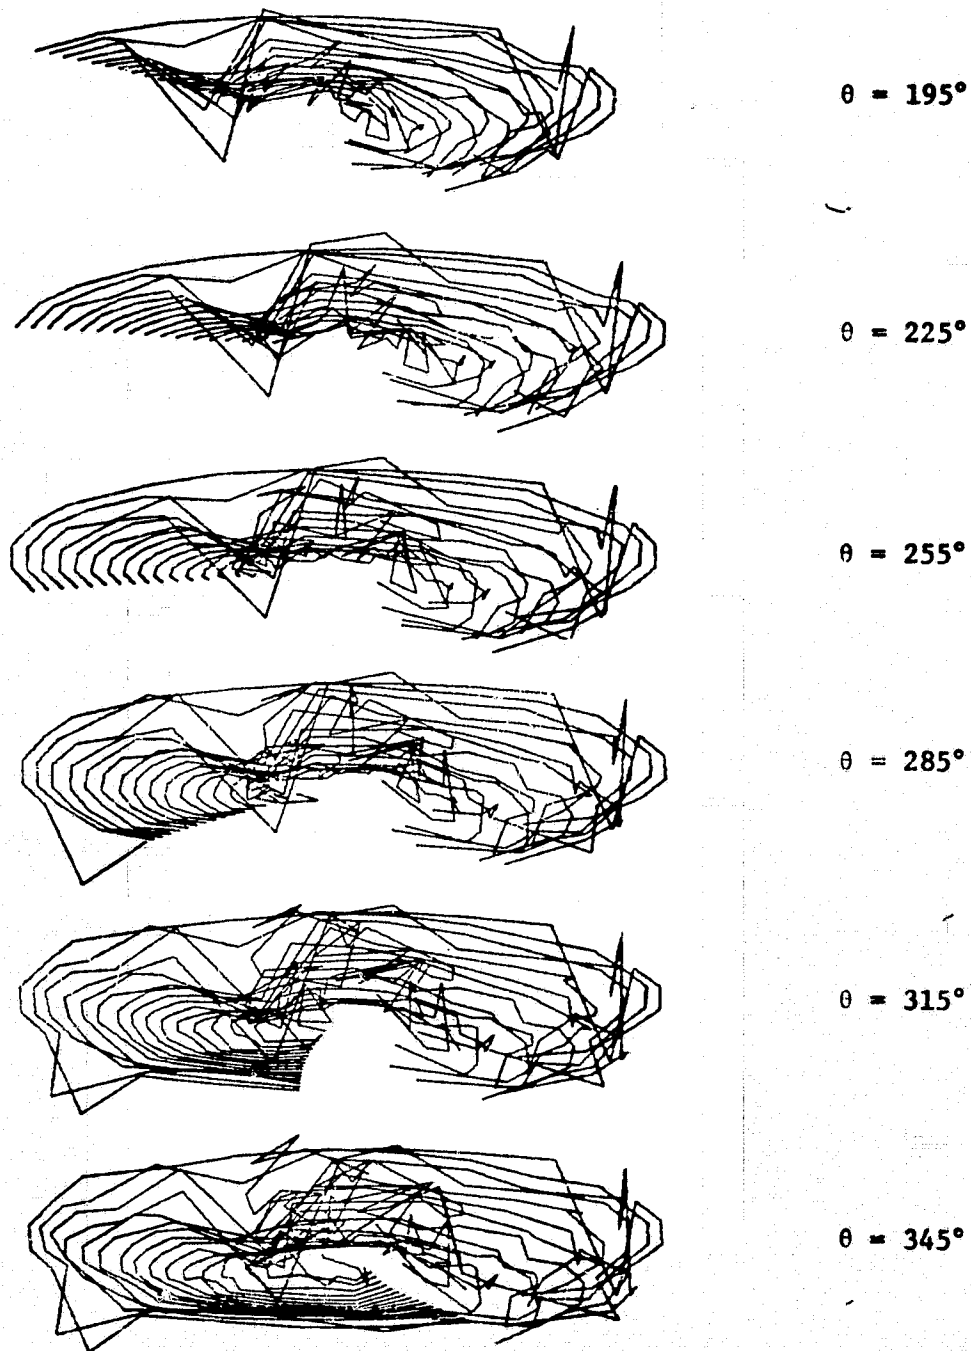 θ = 195°
θ = 225°
θ = 255°
θ = 285°
θ = 315°
θ = 345°